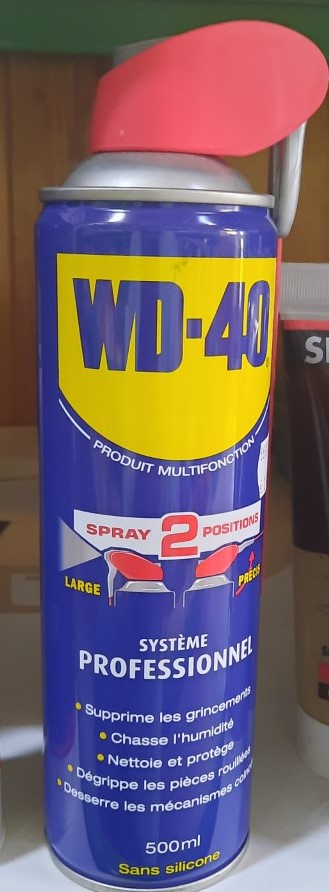 WD-40
PRODUIT MULTIFONCTION
SPRAY 2 POSITIONS
LARGE
PRÉCIS
SYSTÈME
PROFESSIONNEL
• Supprime les grincements
• Chasse l'humidité
• Nettoie et protège
• Dégrippe les pièces rouillées
• Desserre les mécanismes
500ml
Sans silicone